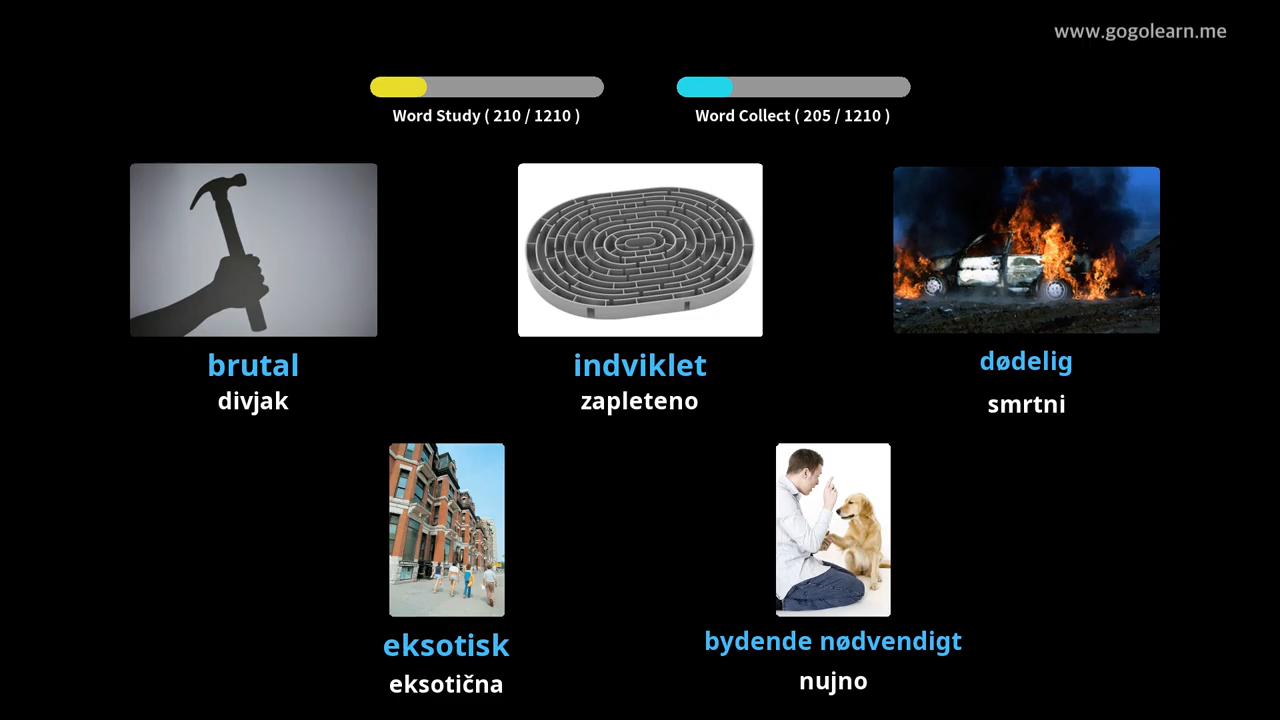 www.gogolearn.me
Word Study ( 210 / 1210 )
Word Collect ( 205 / 1210 )
brutal
divjak
indviklet
zapleteno
dødelig
smrtni
eksotisk
eksotična
bydende nødvendigt
nujno